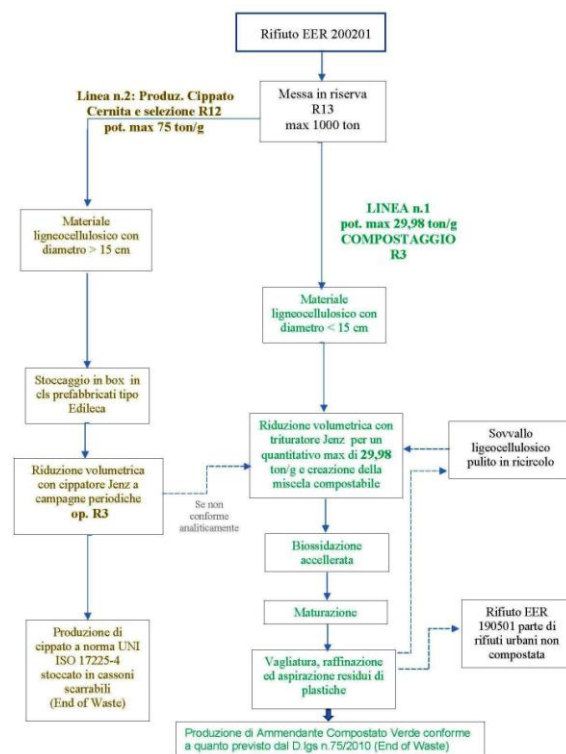 Rifiuto EER 200201
Messa in riserva
R13
max 1000 ton
Linea n.2: Produz. Cippato
Cernita e selezione R12
pot. max 75 ton/g
LINEA n.1
pot. max 29,98 ton/g
COMPOSTAGGIO
R3
Materiale
ligneocellulosico con
diametro > 15 cm
Materiale
ligneocellulosico con
diametro < 15 cm
Stoccaggio in box in
cls prefabbricati tipo
Edileca
Riduzione volumetrica
con cippatore Jenz a
campagne periodiche
op. R3
Se non
conforme
analiticamente
Riduzione volumetrica con
trituratore Jenz per un
quantitativo max di 29,98
ton/g e creazione della
miscela compostabile
Sovvallo
ligeocellulosico
pulito in ricircolo
Biossidazione
accellerata
Maturazione
Produzione di
cippato a norma UNI
ISO 17225-4
stoccato in cassoni
scarrabili
(End of Waste)
Vagliatura, raffinazione
ed aspirazione residui di
plastiche
Rifiuto EER
190501 parte di
rifiuti urbani non
compostata
Produzione di Ammendante Compostato Verde conforme
a quanto previsto dal D.lgs n.75/2010 (End of Waste)